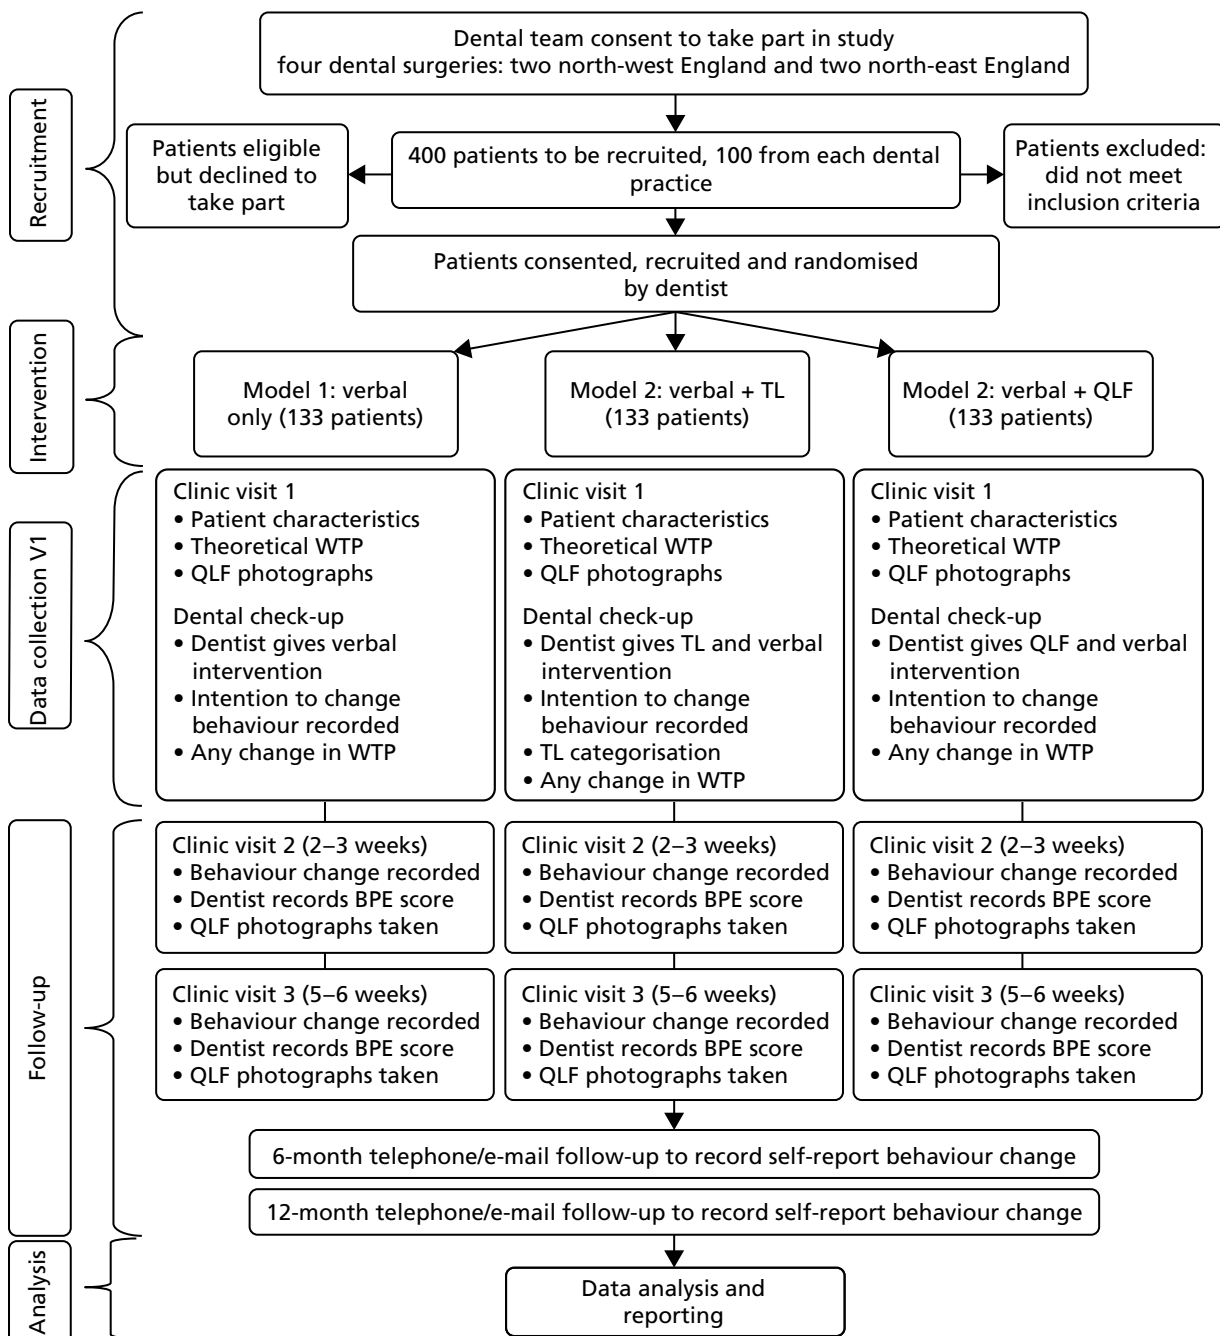 Dental team consent to take part in study
four dental surgeries: two north-west England and two north-east England
Recruitment
Patients eligible
but declined to
take part
400 patients to be recruited, 100 from each dental
practice
Patients excluded:
did not meet
inclusion criteria
Patients consented, recruited and randomised
by dentist
Intervention
Model 1: verbal
only (133 patients)
Model 2: verbal + TL
(133 patients)
Model 2: verbal + QLF
(133 patients)
Data collection V1
Clinic visit 1
• Patient characteristics
• Theoretical WTP
• QLF photographs
Dental check-up
• Dentist gives verbal
intervention
• Intention to change
behaviour recorded
• Any change in WTP
Clinic visit 1
• Patient characteristics
• Theoretical WTP
• QLF photographs
Dental check-up
• Dentist gives TL and verbal
intervention
• Intention to change
behaviour recorded
• TL categorisation
• Any change in WTP
Clinic visit 1
• Patient characteristics
• Theoretical WTP
• QLF photographs
Dental check-up
• Dentist gives QLF and verbal
intervention
• Intention to change
behaviour recorded
• Any change in WTP
Follow-up
Clinic visit 2 (2–3 weeks)
• Behaviour change recorded
• Dentist records BPE score
• QLF photographs taken
Clinic visit 2 (2–3 weeks)
• Behaviour change recorded
• Dentist records BPE score
• QLF photographs taken
Clinic visit 2 (2–3 weeks)
• Behaviour change recorded
• Dentist records BPE score
• QLF photographs taken
Clinic visit 3 (5–6 weeks)
• Behaviour change recorded
• Dentist records BPE score
• QLF photographs taken
Clinic visit 3 (5–6 weeks)
• Behaviour change recorded
• Dentist records BPE score
• QLF photographs taken
Clinic visit 3 (5–6 weeks)
• Behaviour change recorded
• Dentist records BPE score
• QLF photographs taken
6-month telephone/e-mail follow-up to record self-report behaviour change
12-month telephone/e-mail follow-up to record self-report behaviour change
Analysis
Data analysis and
reporting